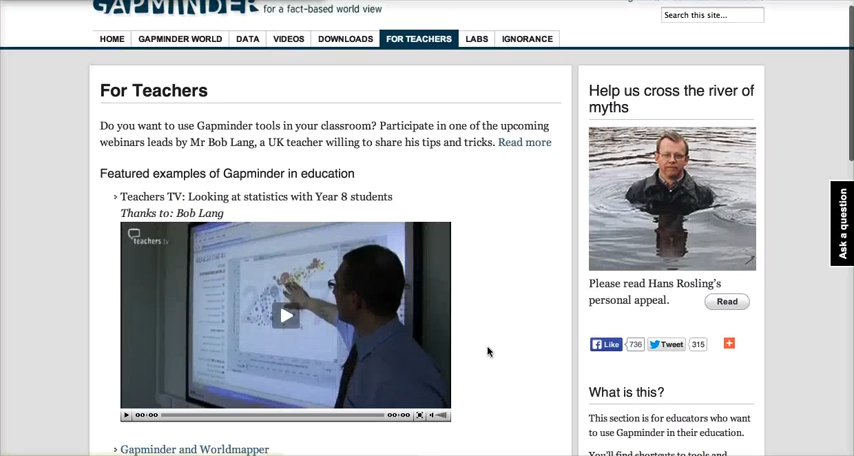 GAPMINDER for a fact-based world view
Search this site...
HOME GAPMINDER WORLD DATA VIDEOS DOWNLOADS FOR TEACHERS LABS IGNORANCE
For Teachers
Do you want to use Gapminder tools in your classroom? Participate in one of the upcoming
webinars leads by Mr Bob Lang, a UK teacher willing to share his tips and tricks. Read more
Featured examples of Gapminder in education
› Teachers TV: Looking at statistics with Year 8 students
Thanks to: Bob Lang
teachers tv
00:00 00:00
› Gapminder and Worldmapper
Help us cross the river of
myths
Please read Hans Rosling's
personal appeal. Read
Like 736 Tweet 315
What is this?
This section is for educators who want
to use Gapminder in their education.
You'll find shortcuts to tools and
Ask a question